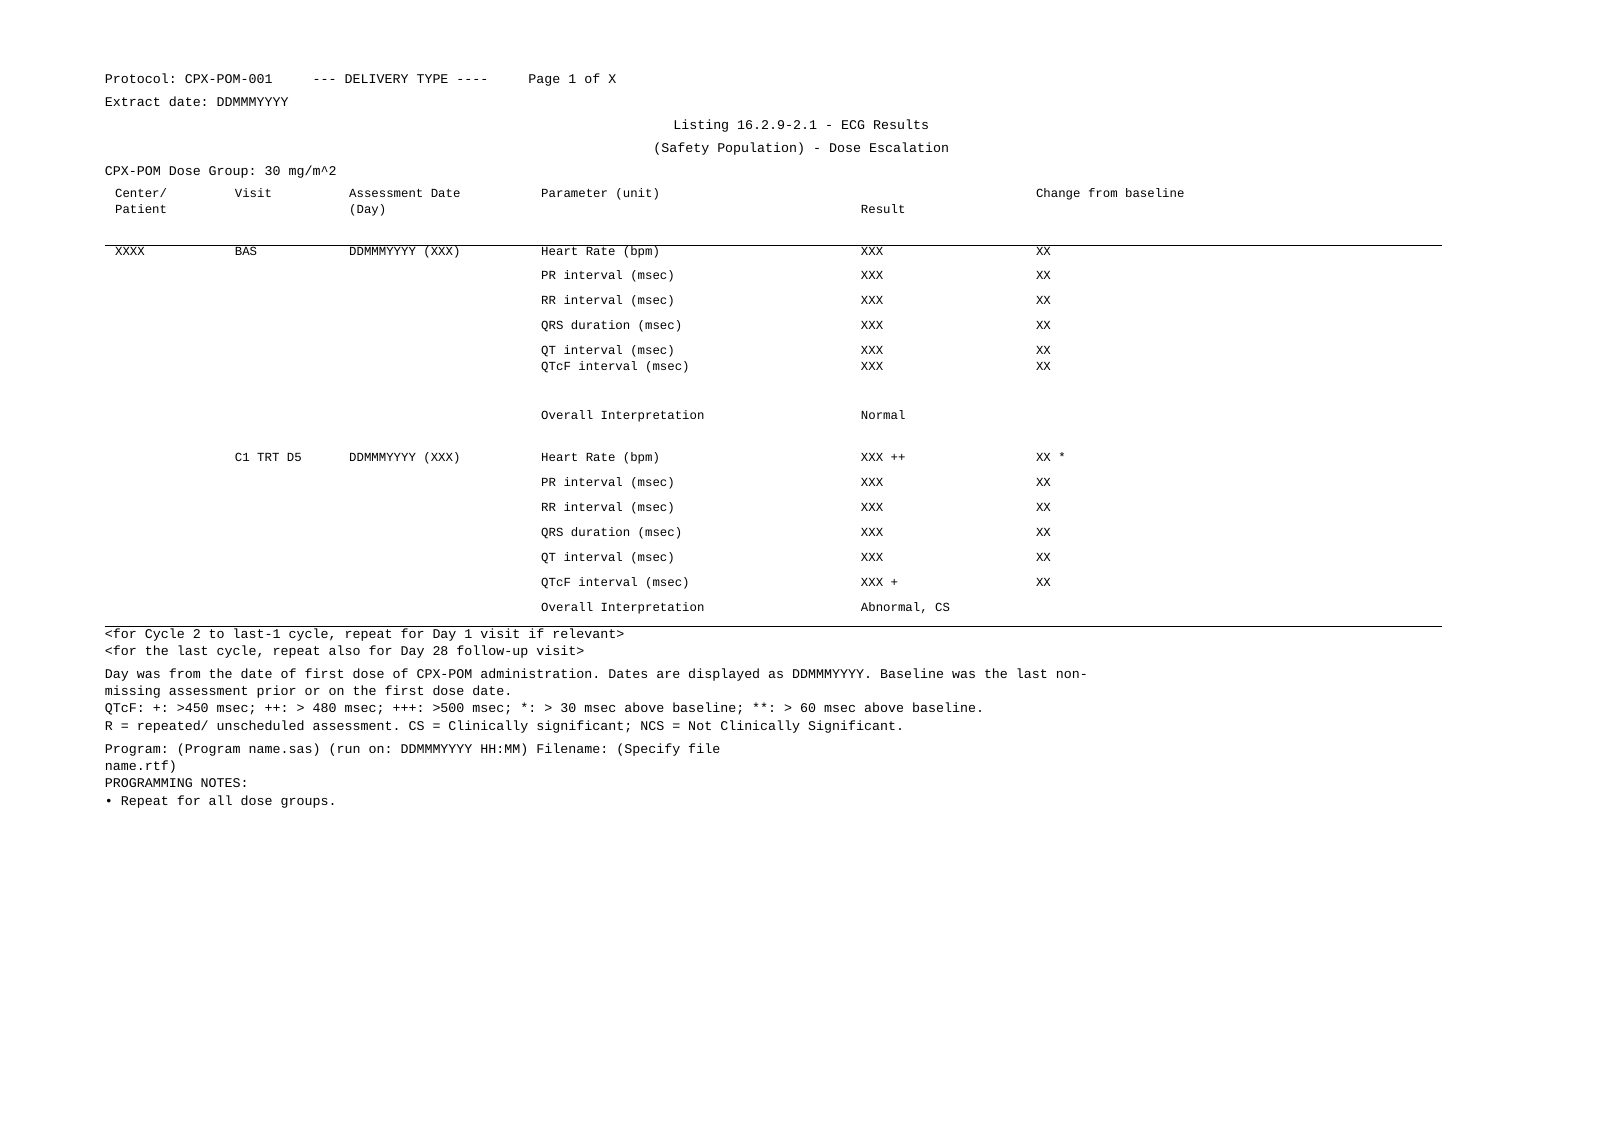 Protocol: CPX-POM-001     --- DELIVERY TYPE ----     Page 1 of X
Extract date: DDMMMYYYY
Listing 16.2.9-2.1 - ECG Results
(Safety Population) - Dose Escalation
CPX-POM Dose Group: 30 mg/m^2
Center/ Visit Assessment Date Parameter (unit) Change from baseline
Patient (Day) Result
XXXX BAS DDMMMYYYY (XXX) Heart Rate (bpm) XXX XX
PR interval (msec) XXX XX
RR interval (msec) XXX XX
QRS duration (msec) XXX XX
QT interval (msec) XXX XX
QTcF interval (msec) XXX XX
Overall Interpretation Normal
C1 TRT D5 DDMMMYYYY (XXX) Heart Rate (bpm) XXX ++ XX *
PR interval (msec) XXX XX
RR interval (msec) XXX XX
QRS duration (msec) XXX XX
QT interval (msec) XXX XX
QTcF interval (msec) XXX + XX
Overall Interpretation Abnormal, CS
<for Cycle 2 to last-1 cycle, repeat for Day 1 visit if relevant>
<for the last cycle, repeat also for Day 28 follow-up visit>
Day was from the date of first dose of CPX-POM administration. Dates are displayed as DDMMMYYYY. Baseline was the last non-
missing assessment prior or on the first dose date.
QTcF: +: >450 msec; ++: > 480 msec; +++: >500 msec; *: > 30 msec above baseline; **: > 60 msec above baseline.
R = repeated/ unscheduled assessment. CS = Clinically significant; NCS = Not Clinically Significant.
Program: (Program name.sas) (run on: DDMMMYYYY HH:MM) Filename: (Specify file
name.rtf)
PROGRAMMING NOTES:
• Repeat for all dose groups.